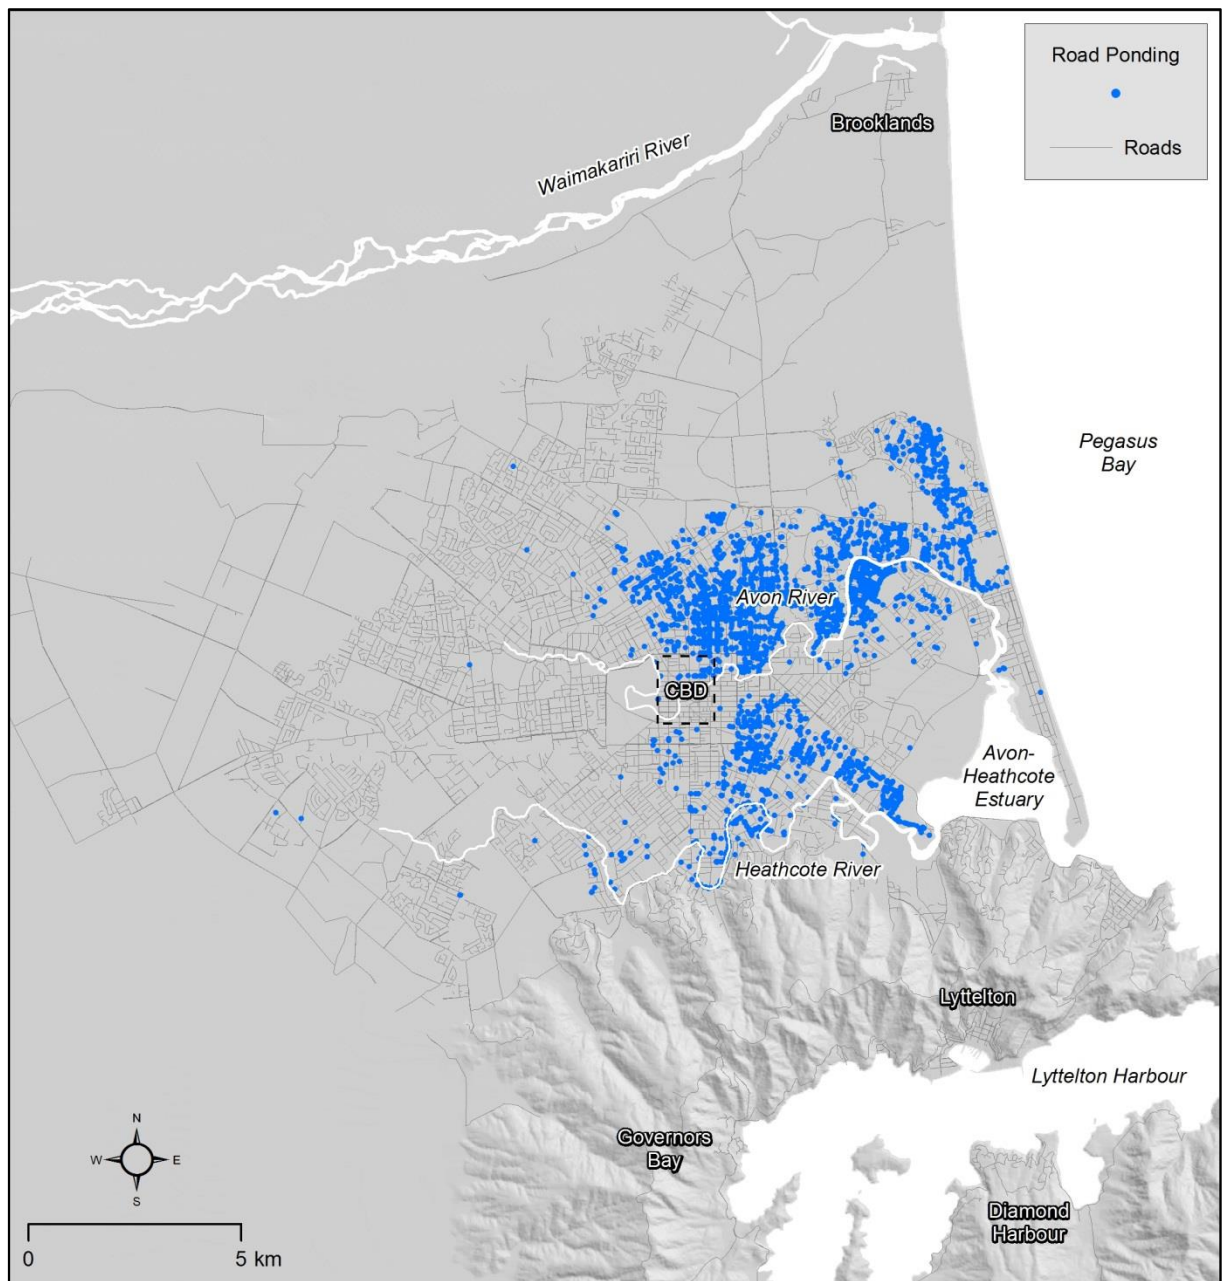 Road Ponding
Roads
Brooklands
Waimakariri River
Pegasus
Bay
Avon River
CBD
Avon-
Heathcote
Estuary
Heathcote River
Lyttelton
Lyttelton Harbour
Governors
Bay
Diamond
Harbour
N
W
E
S
0
5 km